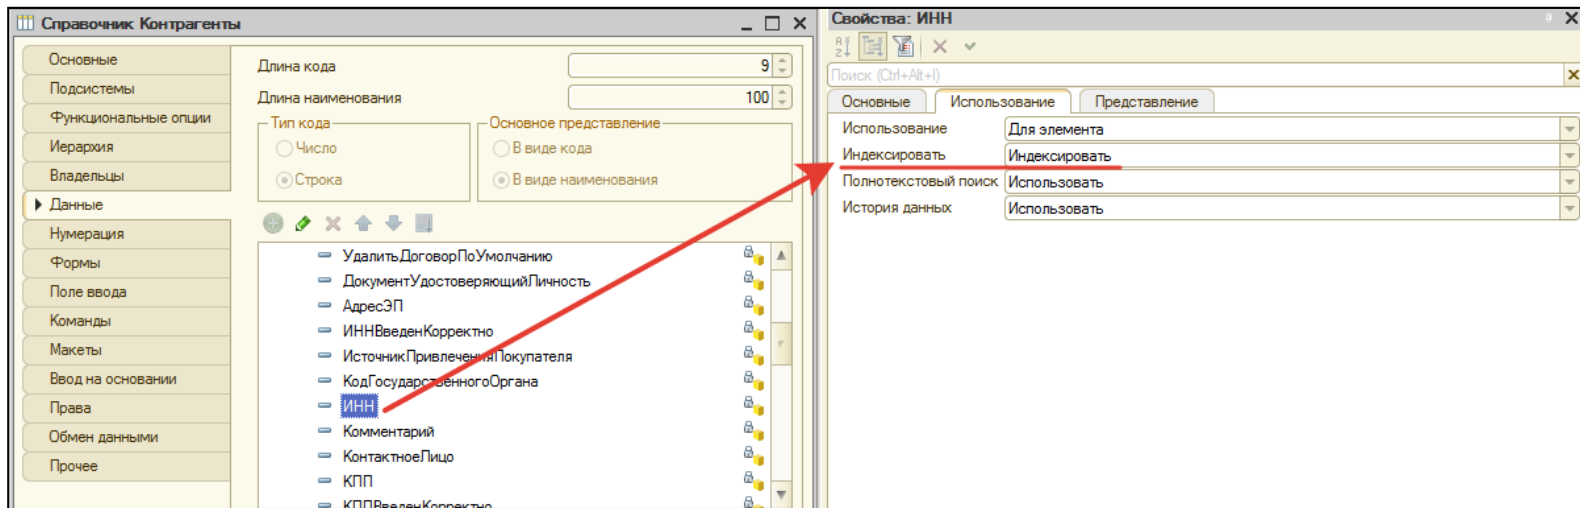 Справочник Контрагенты
Основные
Подсистемы
Функциональные опции
Иерархия
Владельцы
Данные
Нумерация
Формы
Поле ввода
Команды
Макеты
Ввод на основании
Права
Обмен данными
Прочее
Длина кода 9
Длина наименования 100
Тип кода
Число
Строка
Основное представление
В виде кода
В виде наименования
УдалитьДоговорПоУмолчанию
ДокументУдостоверяющийЛичность
АдресЭП
ИННВведенКорректно
ИсточникПривлеченияПокупателя
КодГосударственногоОргана
ИНН
Комментарий
КонтактноеЛицо
КПП
КППВведенКорректно
Свойства: ИНН
Поиск (Ctrl+Alt+I)
Основные Использование Представление
Использование Для элемента
Индексировать Индексировать
Полнотекстовый поиск Использовать
История данных Использовать